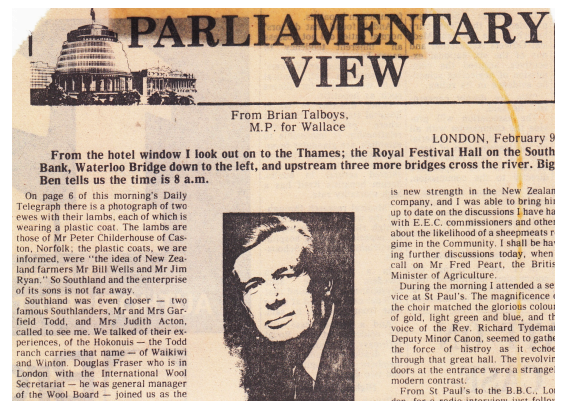 PARLIAMENTARY
VIEW
From Brian Talboys,
M.P. for Wallace
LONDON, February 9
From the hotel window I look out on to the Thames; the Royal Festival Hall on the South
Bank, Waterloo Bridge down to the left, and upstream three more bridges cross the river. Big
Ben tells us the time is 8 a.m.
On page 6 of this morning's Daily
Telegraph there is a photograph of two
ewes with their lambs, each of which is
wearing a plastic coat. The lambs are
those of Mr Peter Childerhouse of Cas-
ton, Norfolk; the plastic coats, we are
informed, were "the idea of New Zea-
land farmers Mr Bill Wells and Mr Jim
Ryan." So Southland and the enterprise
of its sons is not far away.
Southland was even closer — two
famous Southlanders, Mr and Mrs Gar-
field Todd, and Mrs Judith Acton,
called to see me. We talked of their ex-
periences, of the Hokonuis — the Todd
ranch carries that name — of Waikiwi
and Winton. Douglas Fraser who is in
London with the International Wool
Secretariat — he was general manager
of the Wool Board — joined us as the
is new strength in the New Zealan
company, and I was able to bring him
up to date on the discussions I have ha
with E.E.C. commissioners and other
about the likelihood of a sheepmeats r
gime in the Community. I shall be hav
ing further discussions today, when
call on Mr Fred Peart, the Britis
Minister of Agriculture.
During the morning I attended a se
vice at St Paul's. The magnificence o
the choir matched the glorious colour
of gold, light green and blue, and th
voice of the Rev. Richard Tydeman
Deputy Minor Canon, seemed to gathe
the force of histroy as it echoe
through that great hall. The revolvin
doors at the entrance were a strangel
modern contrast.
From St Paul's to the B.B.C., Lon
don, for a radio interview just follow